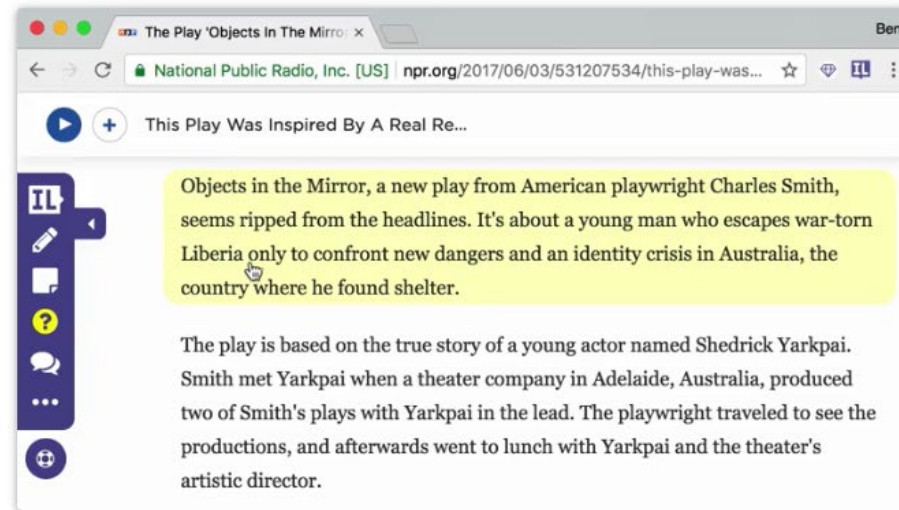 The Play 'Objects In The Mirro
Ben
National Public Radio, Inc. [US] npr.org/2017/06/03/531207534/this-play-was...
IL
This Play Was Inspired By A Real Re...
IL
Objects in the Mirror, a new play from American playwright Charles Smith,
seems ripped from the headlines. It's about a young man who escapes war-torn
Liberia only to confront new dangers and an identity crisis in Australia, the
country where he found shelter.
?
The play is based on the true story of a young actor named Shedrick Yarkpai.
Smith met Yarkpai when a theater company in Adelaide, Australia, produced
two of Smith's plays with Yarkpai in the lead. The playwright traveled to see the
productions, and afterwards went to lunch with Yarkpai and the theater's
artistic director.